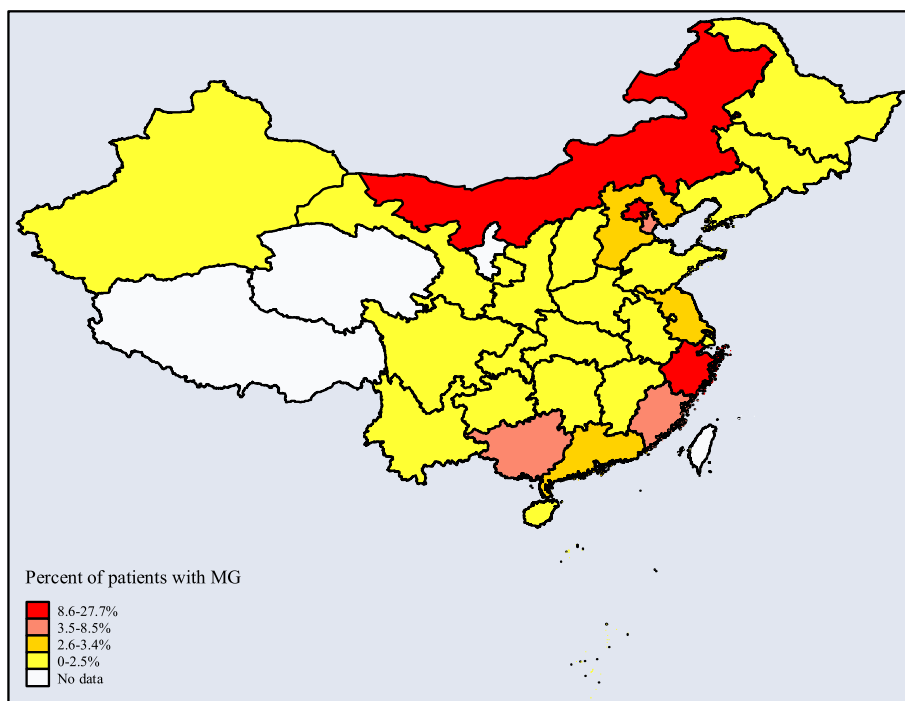 Percent of patients with MG
8.6-27.7%
3.5-8.5%
2.6-3.4%
0-2.5%
No data